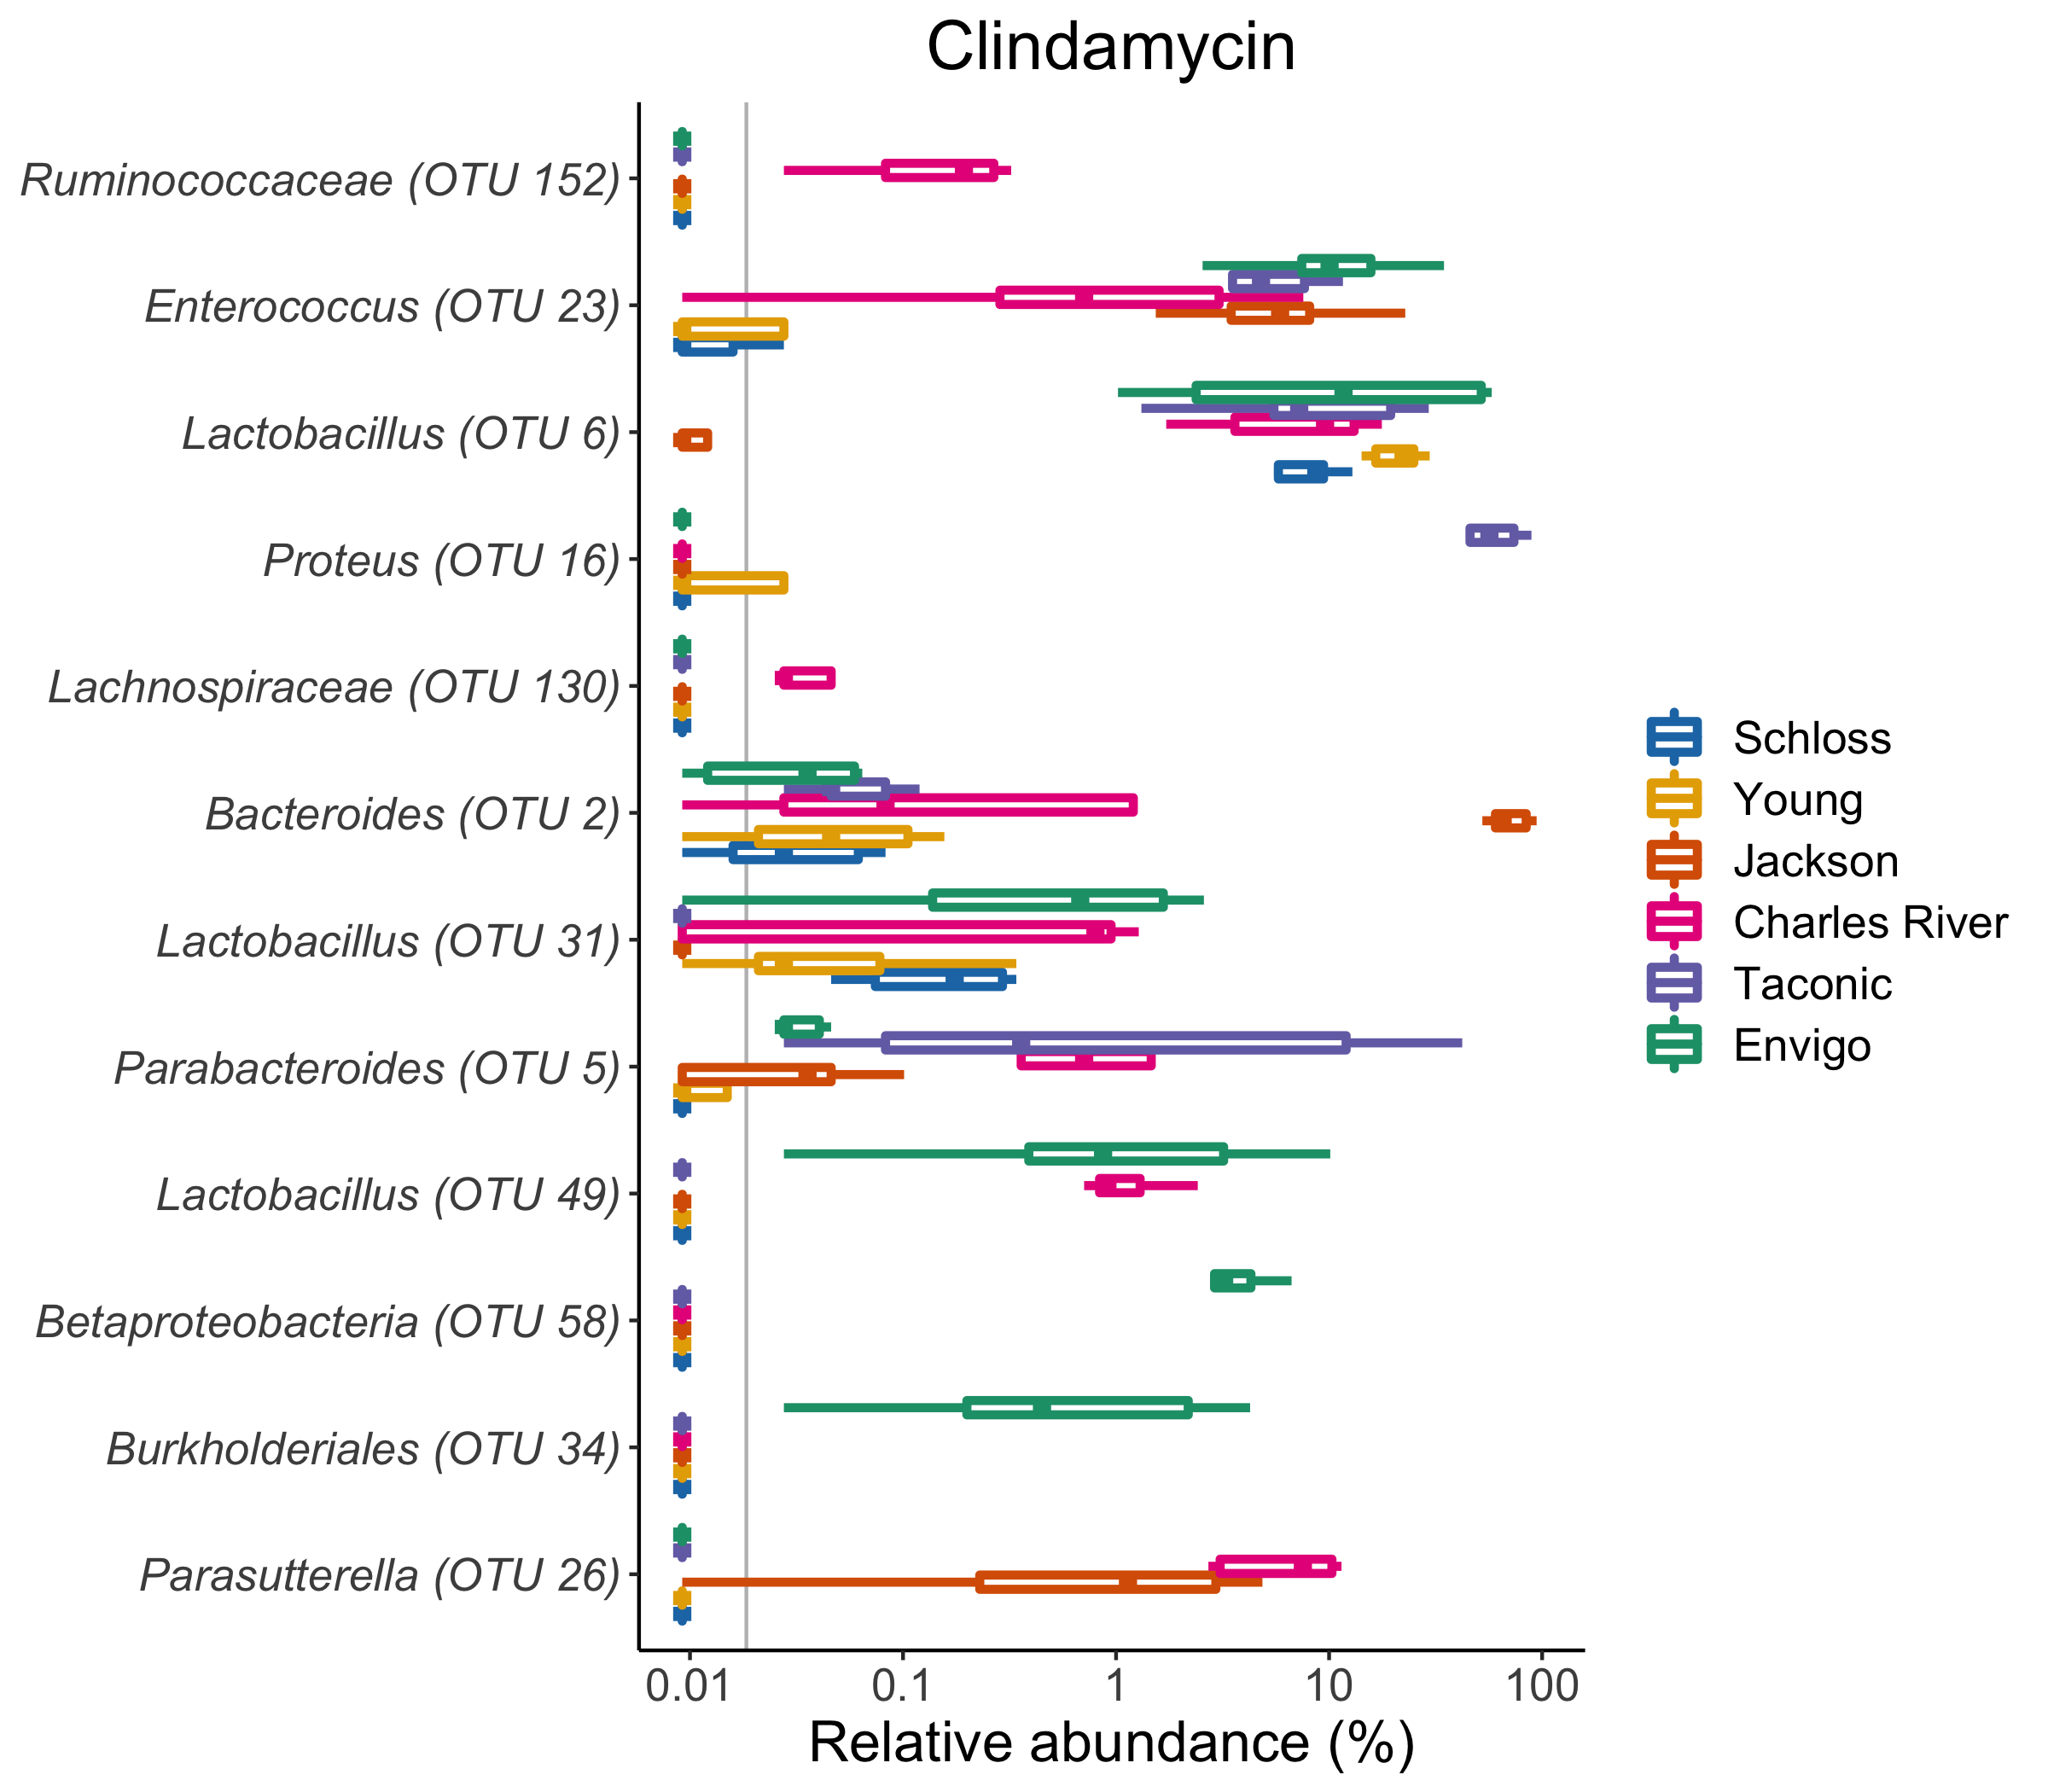 Clindamycin
Ruminococcaceae (OTU 152)
Enterococcus (OTU 23)
Lactobacillus (OTU 6)
Proteus (OTU 16)
Lachnospiraceae (OTU 130)
Bacteroides (OTU 2)
Lactobacillus (OTU 31)
Parabacteroides (OTU 5)
Lactobacillus (OTU 49)
Betaproteobacteria (OTU 58)
Burkholderiales (OTU 34)
Parasutterella (OTU 26)
Schloss
Young
Jackson
Charles River
Taconic
Envigo
0.01 0.1 1 10 100
Relative abundance (%)